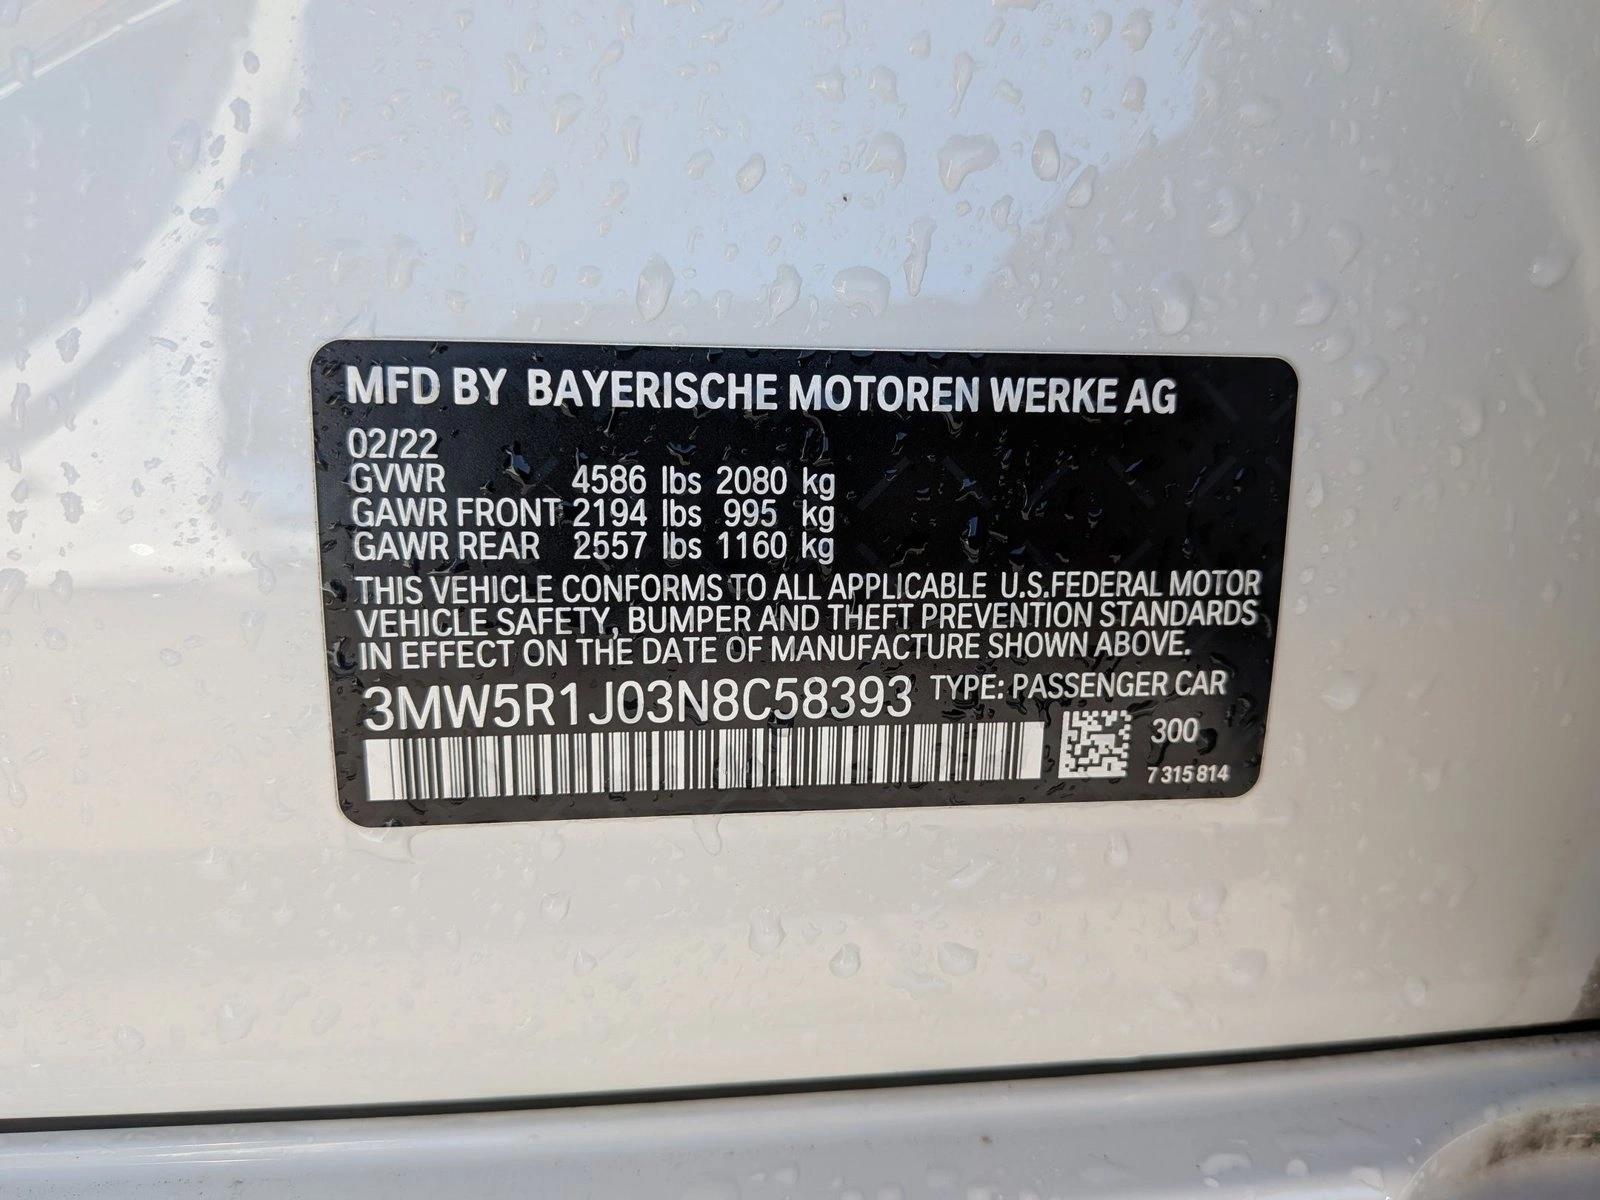 MFD BY BAYERISCHE MOTOREN WERKE AG
02/22
GVWR 4586 lbs 2080 kg
GAWR FRONT 2194 lbs 995 kg
GAWR REAR 2557 lbs 1160 kg
THIS VEHICLE CONFORMS TO ALL APPLICABLE U.S.FEDERAL MOTOR
VEHICLE SAFETY, BUMPER AND THEFT PREVENTION STANDARDS
IN EFFECT ON THE DATE OF MANUFACTURE SHOWN ABOVE.
3MW5R1J03N8C58393 TYPE: PASSENGER CAR
300
7 315 814